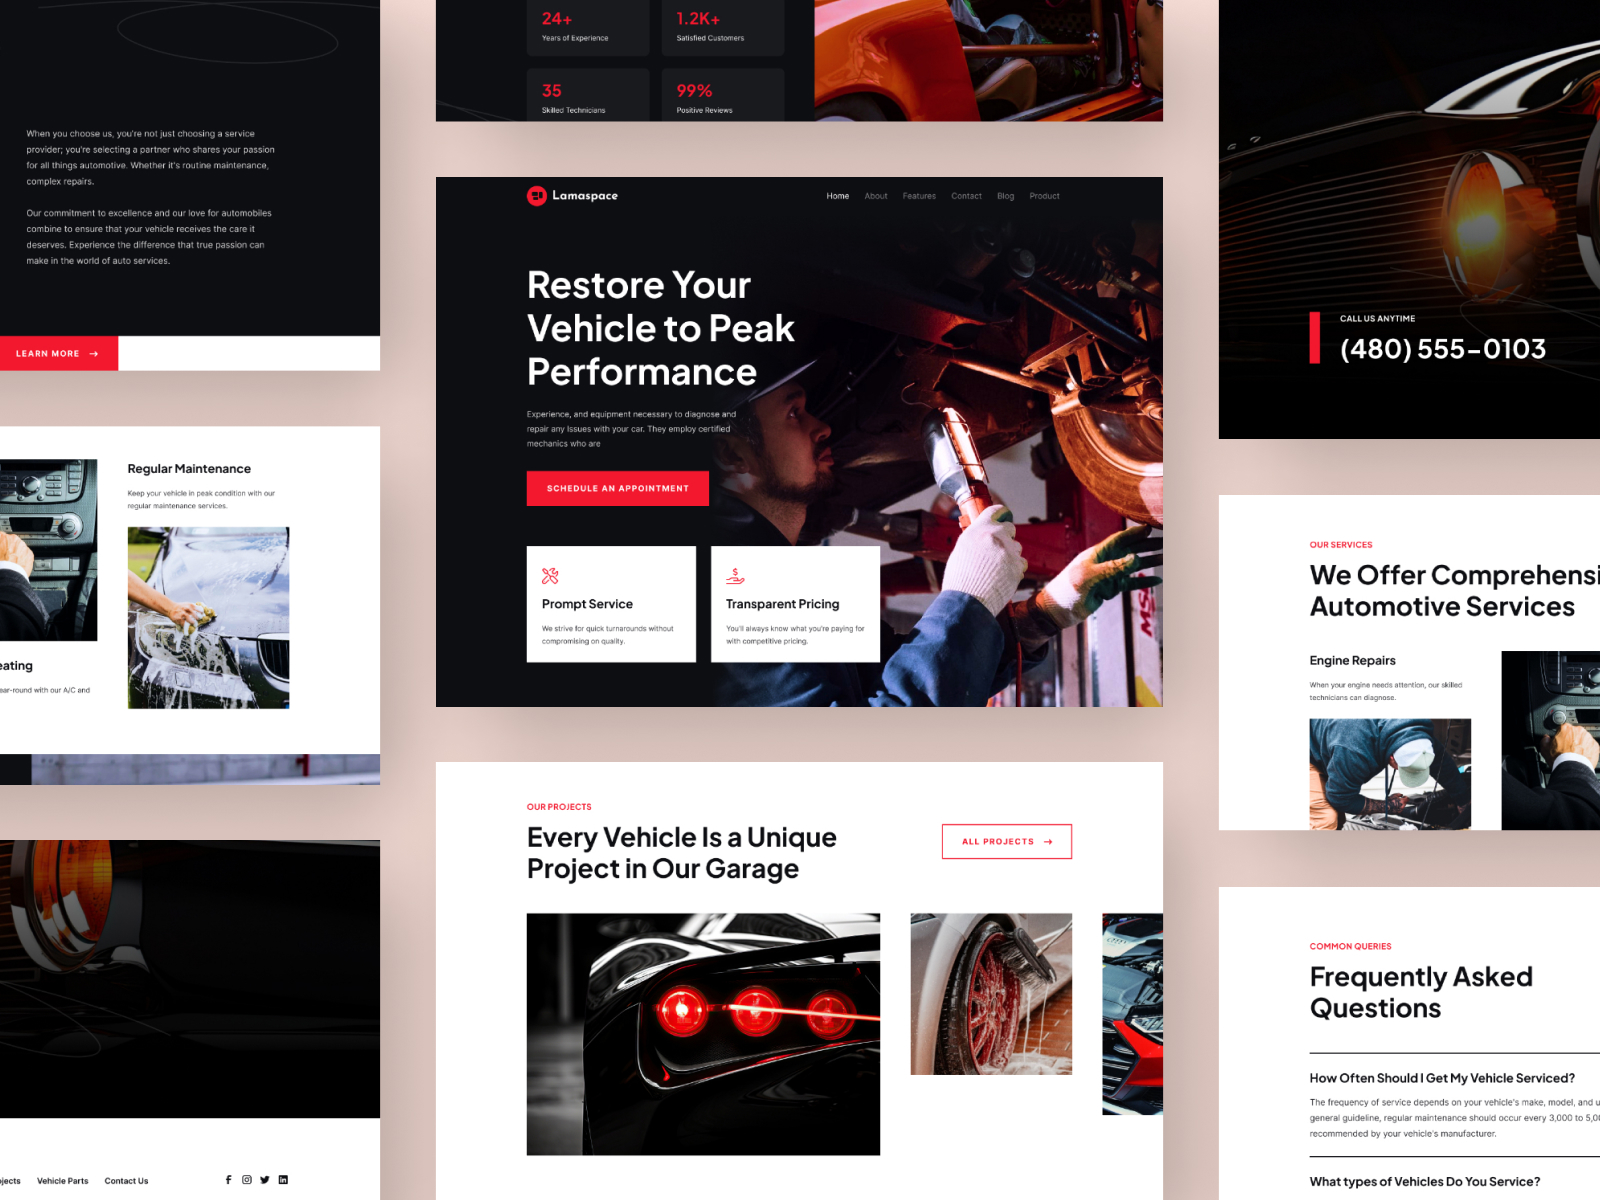 When you choose us, you're not just choosing a service
provider; you're selecting a partner who shares your passion
for all things automotive. Whether it's routine maintenance,
complex repairs.
Our commitment to excellence and our love for automobiles
combine to ensure that your vehicle receives the care it
deserves. Experience the difference that true passion can
make in the world of auto services.
LEARN MORE →
Regular Maintenance
Keep your vehicle in peak condition with our
regular maintenance services.
eating
ear-round with our A/C and
ojects Vehicle Parts Contact Us
24+
Years of Experience
1.2K+
Satisfied Customers
35
Skilled Technicians
99%
Positive Reviews
Lamaspace
Home About Features Contact Blog Product
Restore Your
Vehicle to Peak
Performance
Experience, and equipment necessary to diagnose and
repair any Issues with your car. They employ certified
mechanics who are
SCHEDULE AN APPOINTMENT
Prompt Service
We strive for quick turnarounds without
compromising on quality.
Transparent Pricing
You'll always know what you're paying for
with competitive pricing.
OUR PROJECTS
Every Vehicle Is a Unique
Project in Our Garage
ALL PROJECTS →
CALL US ANYTIME
(480) 555-0103
OUR SERVICES
We Offer Comprehensi
Automotive Services
Engine Repairs
When your engine needs attention, our skilled
technicians can diagnose.
COMMON QUERIES
Frequently Asked
Questions
How Often Should I Get My Vehicle Serviced?
The frequency of service depends on your vehicle's make, model, and u
general guideline, regular maintenance should occur every 3,000 to 5,00
recommended by your vehicle's manufacturer.
What types of Vehicles Do You Service?